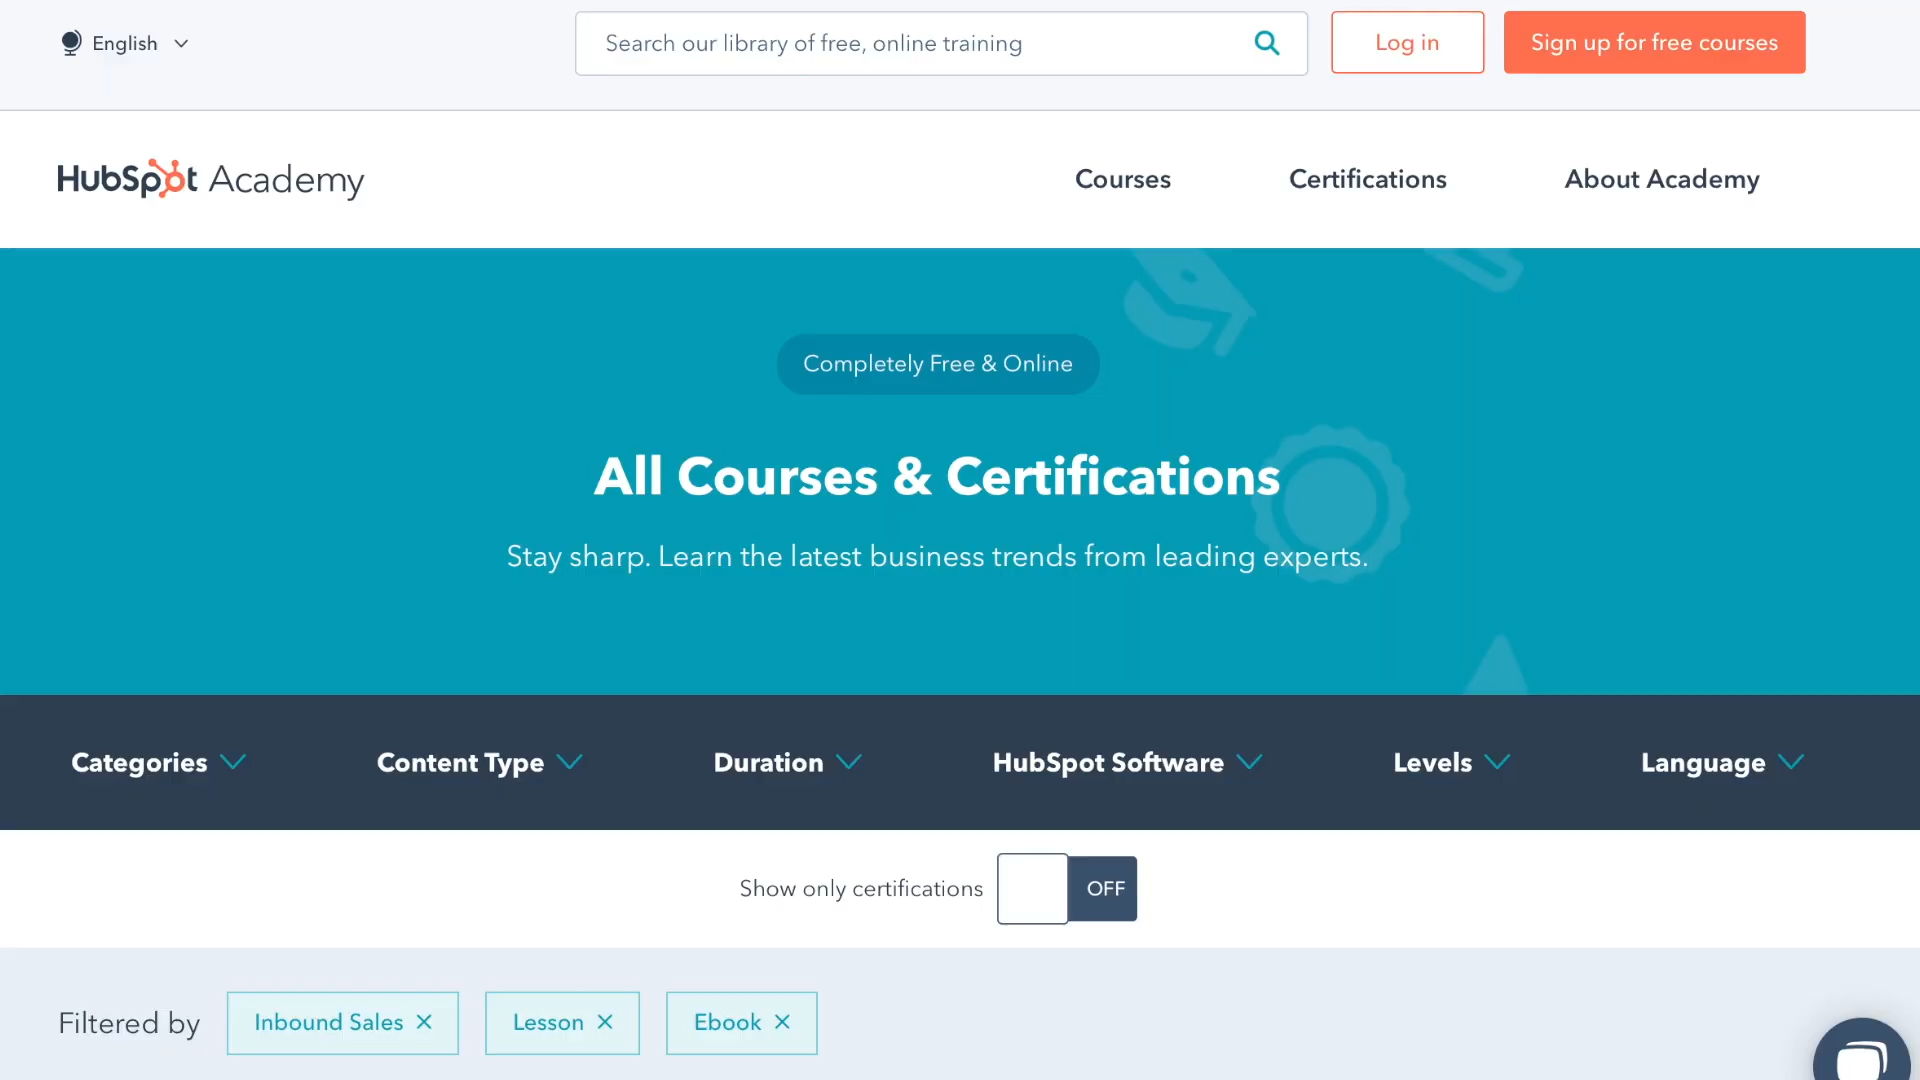 English
Search our library of free, online training
Log in
Sign up for free courses
HubSpot Academy
Courses
Certifications
About Academy
Completely Free & Online
All Courses & Certifications
Stay sharp. Learn the latest business trends from leading experts.
Categories
Content Type
Duration
HubSpot Software
Levels
Language
Show only certifications
OFF
Filtered by
Inbound Sales
Lesson
Ebook